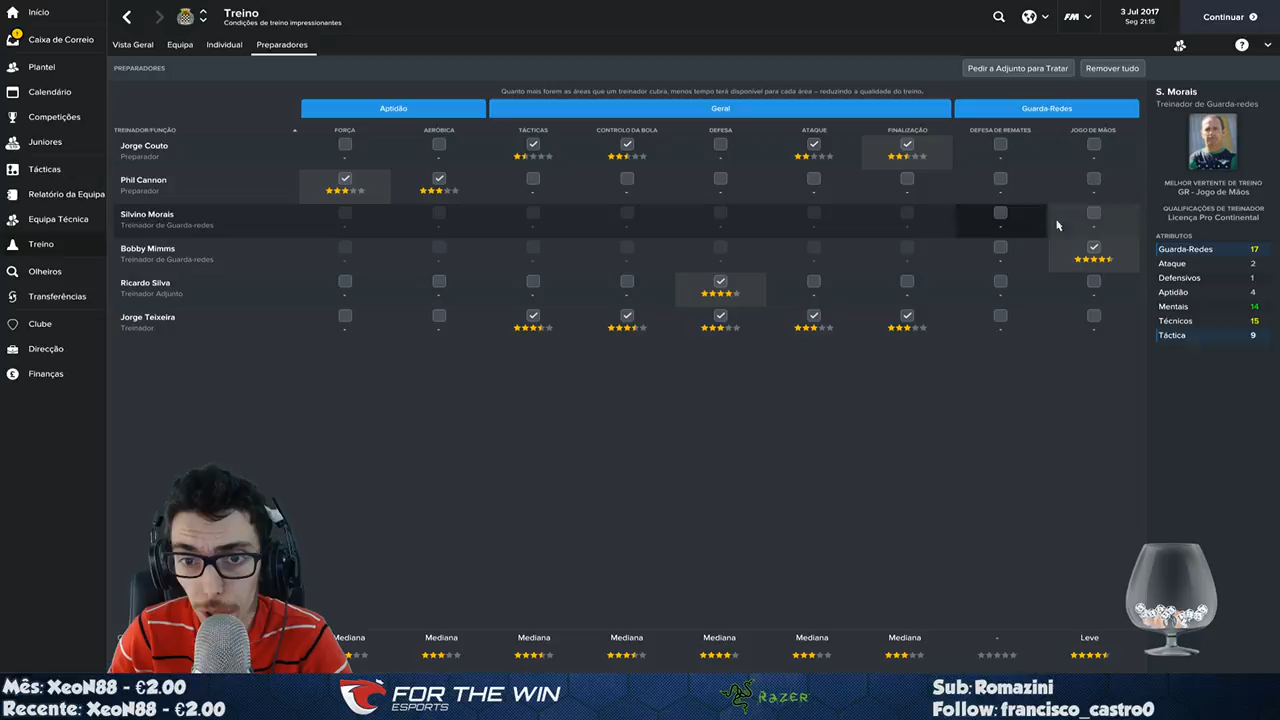 Início
Caixa de Correio
Plantel
Calendário
Competições
Juniores
Tácticas
Relatório da Equipa
Equipa Técnica
Treino
Olheiros
Transferências
Clube
Direcção
Finanças
Treino
Condições de treino impressionantes
FM
3 Jul 2017
Seg 21:15
Continuar
Vista Geral
Equipa
Individual
Preparadores
PREPARADORES
Pedir a Adjunto para Tratar
Remover tudo
Quanto mais forem as áreas que um treinador cubra, menos tempo terá disponível para cada área – reduzindo a qualidade do treino.
Aptidão
Geral
Guarda-Redes
TREINADOR/FUNÇÃO
FORÇA
AERÓBICA
TÁCTICAS
CONTROLO DA BOLA
DEFESA
ATAQUE
FINALIZAÇÃO
DEFESA DE REMATES
JOGO DE MÃOS
Jorge Couto
Preparador
Phil Cannon
Preparador
Silvino Morais
Treinador de Guarda-redes
Bobby Mimms
Treinador de Guarda-redes
Ricardo Silva
Treinador Adjunto
Jorge Teixeira
Treinador
S. Morais
Treinador de Guarda-redes
MELHOR VERTENTE DE TREINO
GR - Jogo de Mãos
QUALIFICAÇÕES DE TREINADOR
Licença Pro Continental
ATRIBUTOS
Guarda-Redes 17
Ataque 2
Defensivos 1
Aptidão 4
Mentais 14
Técnicos 15
Táctica 9
Mediana Mediana Mediana Mediana Mediana Mediana Mediana - Leve
Mês: XeoN88 - €2.00
Recente: XeoN88 - €2.00
FOR THE WIN
ESPORTS
RAZER
Sub: Romazini
Follow: francisco_castro0